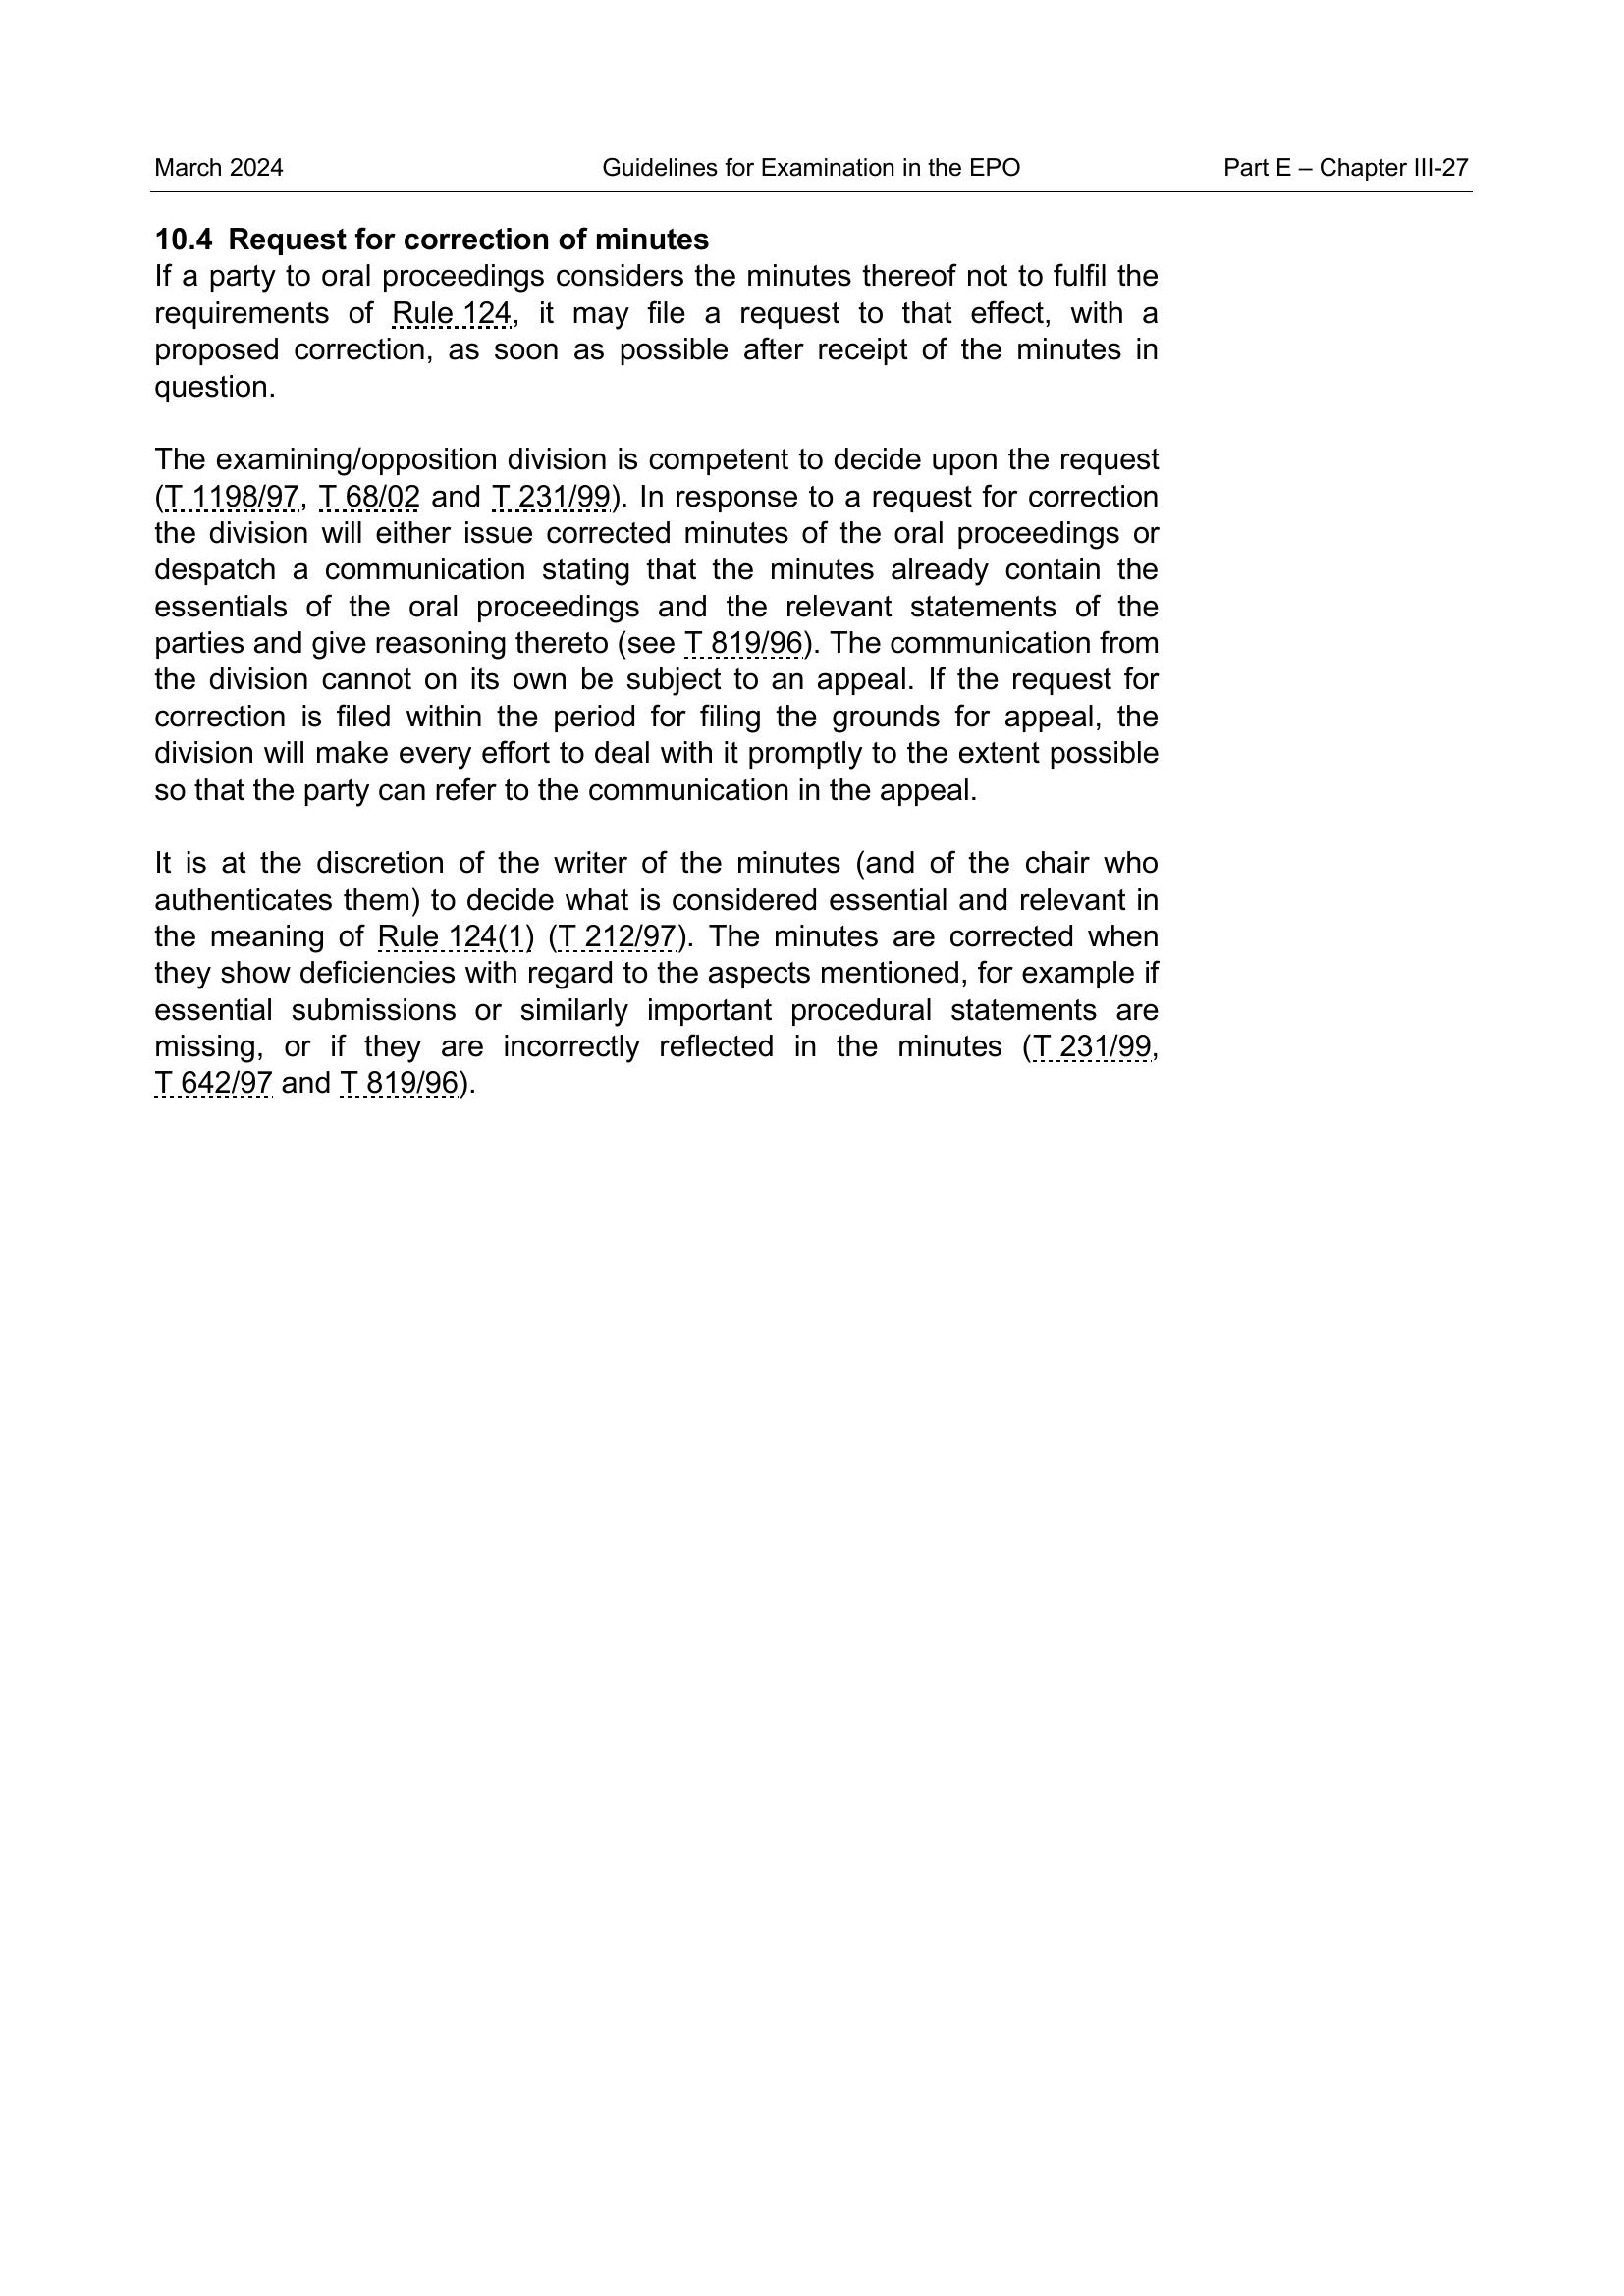 March 2024 Guidelines for Examination in the EPO Part E – Chapter III-27
10.4 Request for correction of minutes
If a party to oral proceedings considers the minutes thereof not to fulfil the
requirements of Rule 124, it may file a request to that effect, with a
proposed correction, as soon as possible after receipt of the minutes in
question.
The examining/opposition division is competent to decide upon the request
(T 1198/97, T 68/02 and T 231/99). In response to a request for correction
the division will either issue corrected minutes of the oral proceedings or
despatch a communication stating that the minutes already contain the
essentials of the oral proceedings and the relevant statements of the
parties and give reasoning thereto (see T 819/96). The communication from
the division cannot on its own be subject to an appeal. If the request for
correction is filed within the period for filing the grounds for appeal, the
division will make every effort to deal with it promptly to the extent possible
so that the party can refer to the communication in the appeal.
It is at the discretion of the writer of the minutes (and of the chair who
authenticates them) to decide what is considered essential and relevant in
the meaning of Rule 124(1) (T 212/97). The minutes are corrected when
they show deficiencies with regard to the aspects mentioned, for example if
essential submissions or similarly important procedural statements are
missing, or if they are incorrectly reflected in the minutes (T 231/99,
T 642/97 and T 819/96).